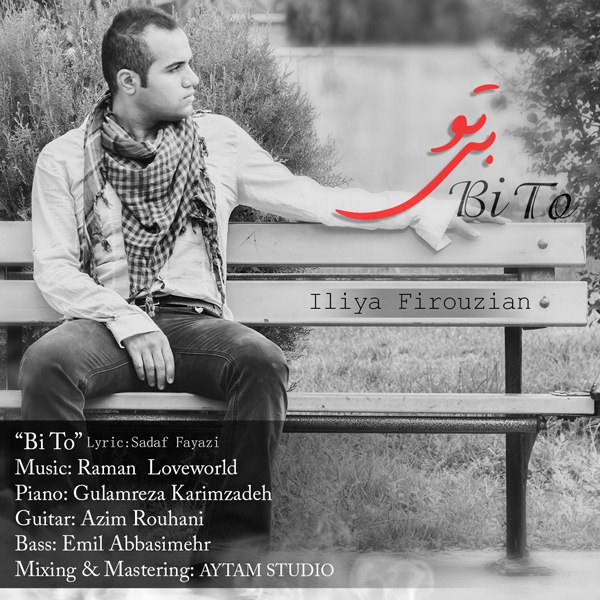 بی تو
Bi To
Iliya Firouzian
“Bi To” Lyric:Sadaf Fayazi
Music: Raman Loveworld
Piano: Gulamreza Karimzadeh
Guitar: Azim Rouhani
Bass: Emil Abbasimehr
Mixing & Mastering: AYTAM STUDIO